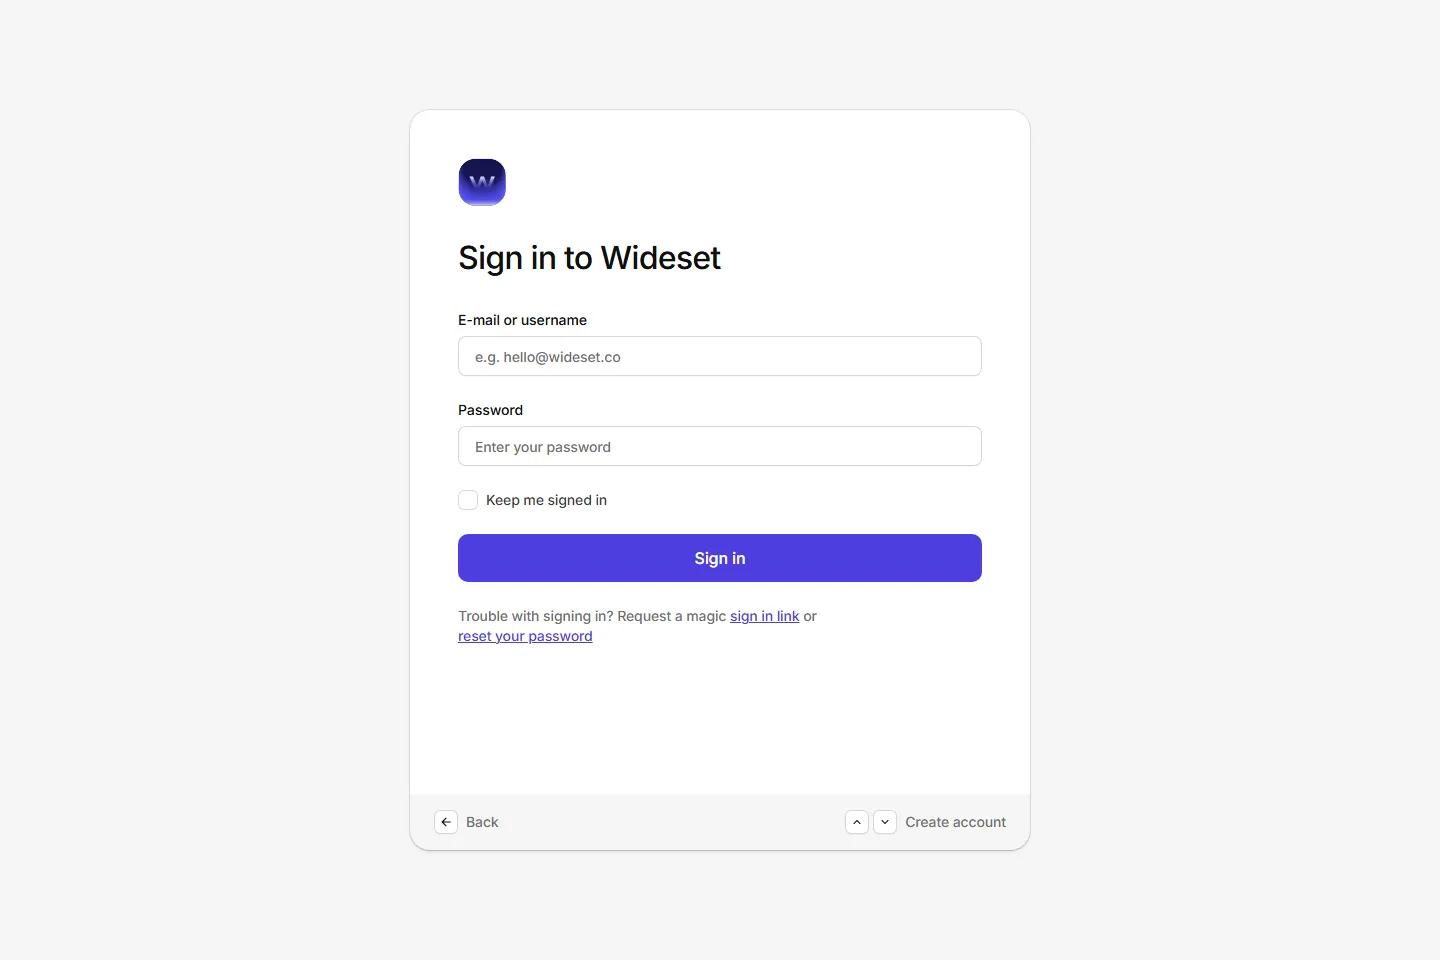 W
Sign in to Wideset
E-mail or username
e.g. hello@wideset.co
Password
Enter your password
Keep me signed in
Sign in
Trouble with signing in? Request a magic sign in link or
reset your password
Back
Create account